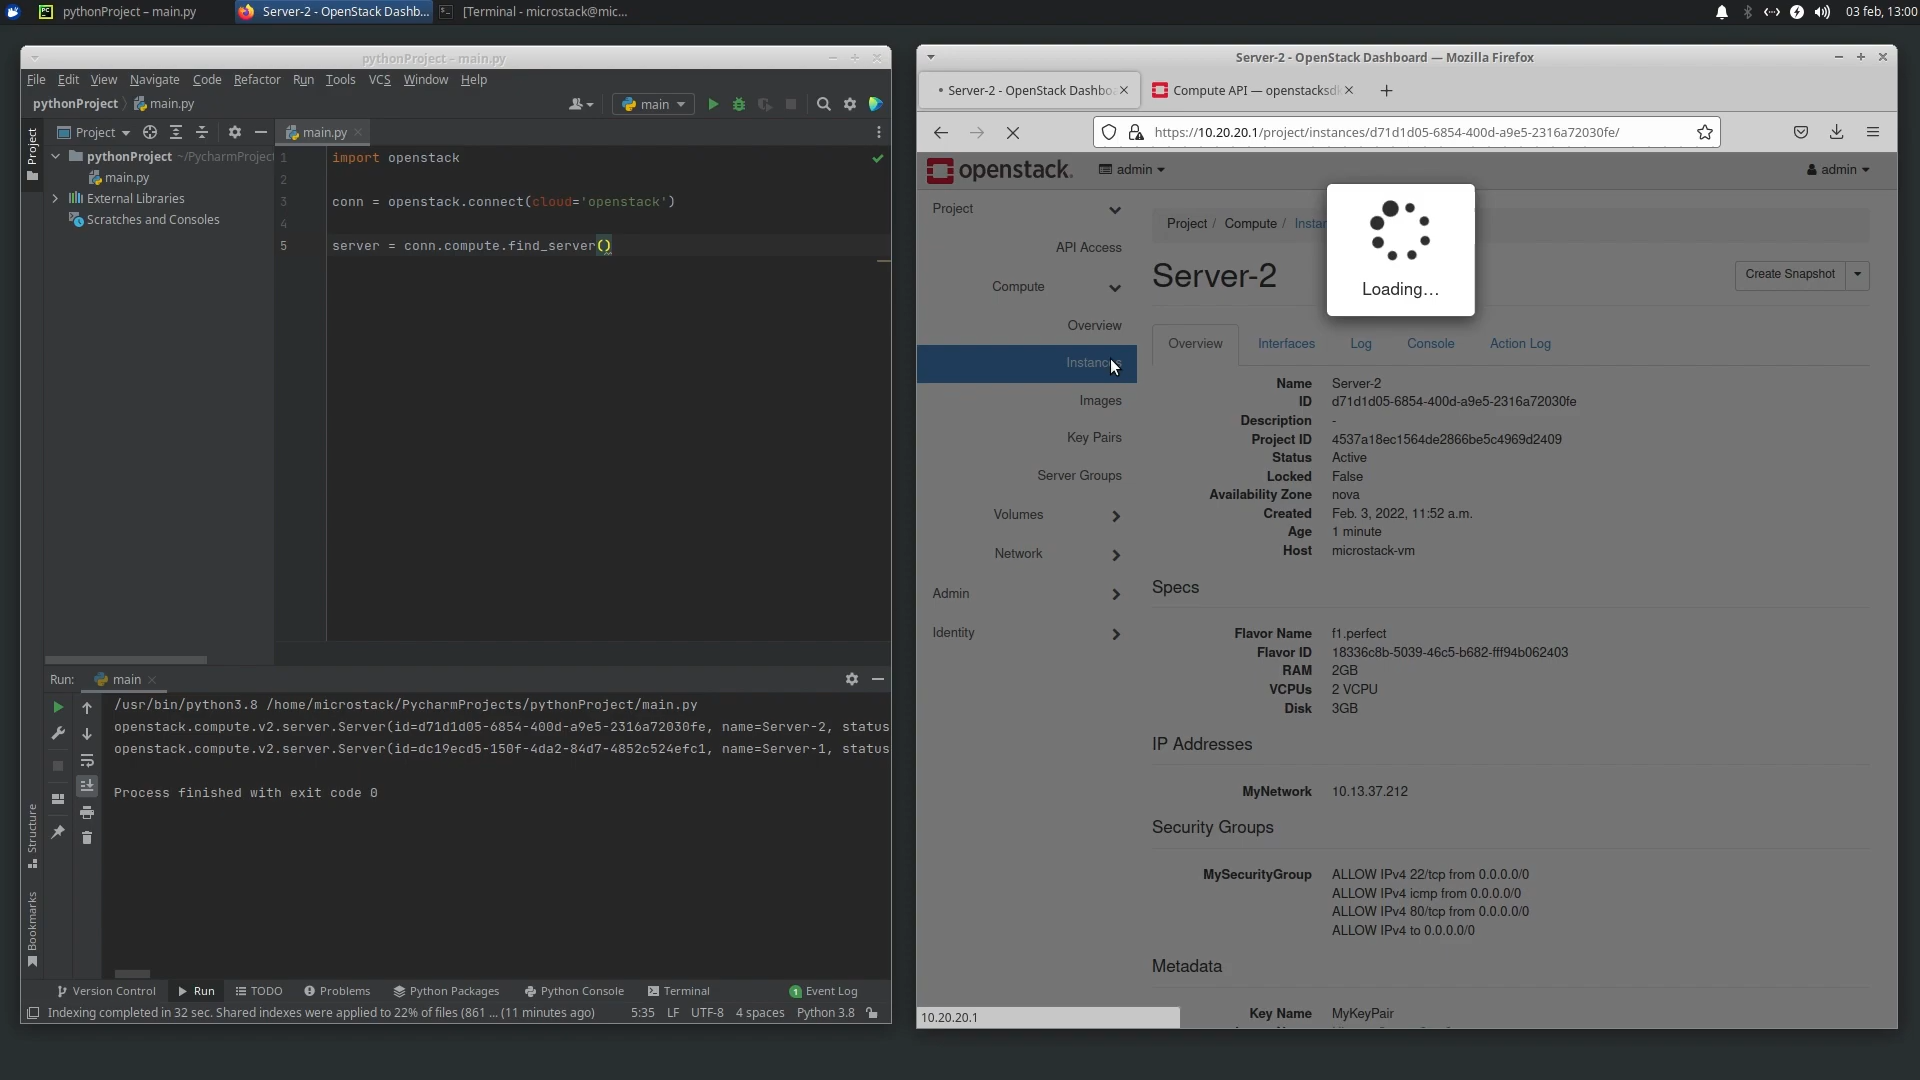 pythonProject – main.py
Server-2 - OpenStack Dashb...
[Terminal - microstack@mic...
03 feb, 13:00
pythonProject – main.py
File Edit View Navigate Code Refactor Run Tools VCS Window Help
pythonProject main.py
main
Project
Project
main.py
pythonProject ~/PycharmProject
main.py
External Libraries
Scratches and Consoles
1 import openstack
2
3 conn = openstack.connect(cloud='openstack')
4
5 server = conn.compute.find_server()
Run: main
/usr/bin/python3.8 /home/microstack/PycharmProjects/pythonProject/main.py
openstack.compute.v2.server.Server(id=d71d1d05-6854-400d-a9e5-2316a72030fe, name=Server-2, status
openstack.compute.v2.server.Server(id=dc19ecd5-150f-4da2-84d7-4852c524efc1, name=Server-1, status
Process finished with exit code 0
Structure
Bookmarks
Version Control Run TODO Problems Python Packages Python Console Terminal 1 Event Log
Indexing completed in 32 sec. Shared indexes were applied to 22% of files (861 ... (11 minutes ago) 5:35 LF UTF-8 4 spaces Python 3.8
Server-2 - OpenStack Dashboard — Mozilla Firefox
Server-2 - OpenStack Dashboa
Compute API — openstacksdk
https://10.20.20.1/project/instances/d71d1d05-6854-400d-a9e5-2316a72030fe/
openstack. admin admin
Project
API Access
Compute
Overview
Instances
Images
Key Pairs
Server Groups
Volumes
Network
Admin
Identity
Project / Compute / Instan
Loading...
Server-2
Create Snapshot
Overview Interfaces Log Console Action Log
Name Server-2
ID d71d1d05-6854-400d-a9e5-2316a72030fe
Description -
Project ID 4537a18ec1564de2866be5c4969d2409
Status Active
Locked False
Availability Zone nova
Created Feb. 3, 2022, 11:52 a.m.
Age 1 minute
Host microstack-vm
Specs
Flavor Name f1.perfect
Flavor ID 18336c8b-5039-46c5-b682-fff94b062403
RAM 2GB
VCPUs 2 VCPU
Disk 3GB
IP Addresses
MyNetwork 10.13.37.212
Security Groups
MySecurityGroup ALLOW IPv4 22/tcp from 0.0.0.0/0
ALLOW IPv4 icmp from 0.0.0.0/0
ALLOW IPv4 80/tcp from 0.0.0.0/0
ALLOW IPv4 to 0.0.0.0/0
Metadata
Key Name MyKeyPair
10.20.20.1